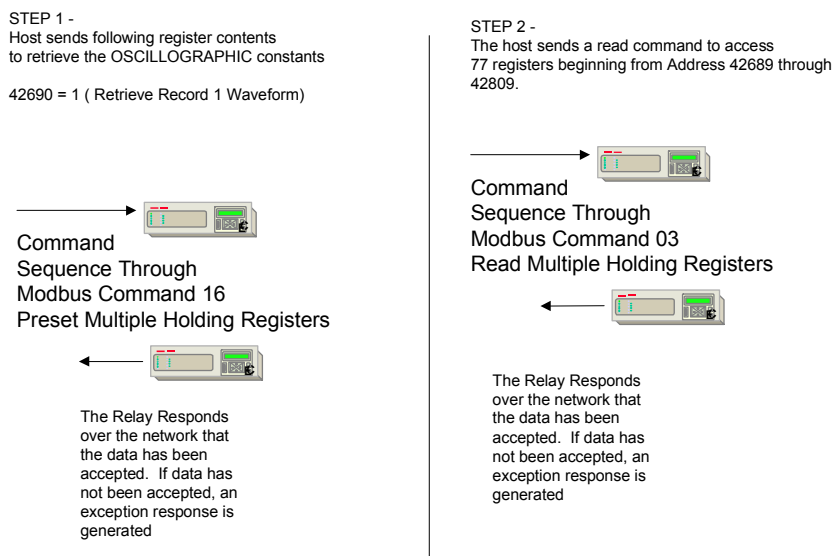 STEP 1 -
Host sends following register contents
to retrieve the OSCILLOGRAPHIC constants
42690 = 1 ( Retrieve Record 1 Waveform)
Command
Sequence Through
Modbus Command 16
Preset Multiple Holding Registers
The Relay Responds
over the network that
the data has been
accepted. If data has
not been accepted, an
exception response is
generated
STEP 2 -
The host sends a read command to access
77 registers beginning from Address 42689 through
42809.
Command
Sequence Through
Modbus Command 03
Read Multiple Holding Registers
The Relay Responds
over the network that
the data has been
accepted. If data has
not been accepted, an
exception response is
generated